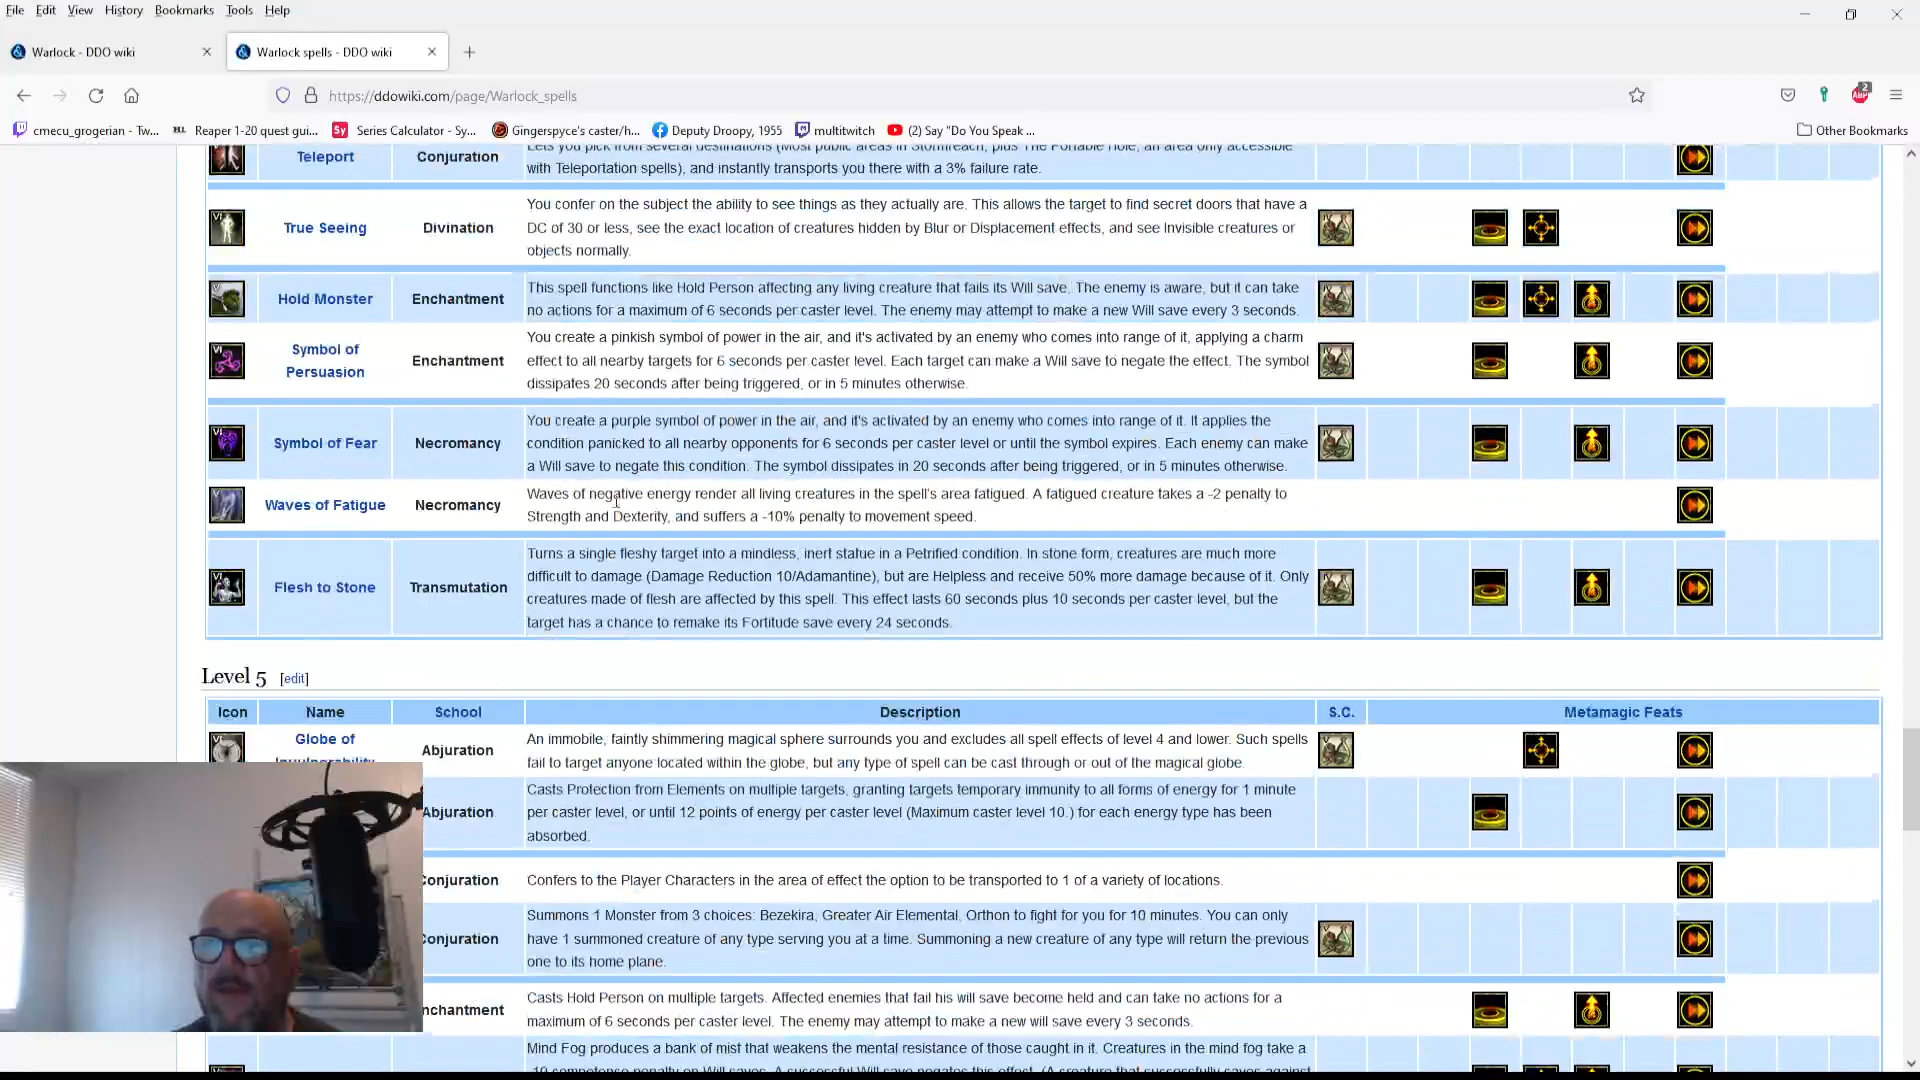 File Edit View History Bookmarks Tools Help
Warlock - DDO wiki
Warlock spells - DDO wiki
https://ddowiki.com/page/Warlock_spells
2
cmecu_grogerian - Tw...
Reaper 1-20 quest gui...
Sy
Series Calculator - Sy...
Gingerspyce's caster/h...
Deputy Droopy, 1955
multitwitch
(2) Say "Do You Speak ...
Other Bookmarks
Teleport
Conjuration
Lets you pick from several destinations (Most public areas in Stormreach, plus The Portable Hole, an area only accessible
with Teleportation spells), and instantly transports you there with a 3% failure rate.
True Seeing
Divination
You confer on the subject the ability to see things as they actually are. This allows the target to find secret doors that have a
DC of 30 or less, see the exact location of creatures hidden by Blur or Displacement effects, and see Invisible creatures or
objects normally.
Hold Monster
Enchantment
This spell functions like Hold Person affecting any living creature that fails its Will save. The enemy is aware, but it can take
no actions for a maximum of 6 seconds per caster level. The enemy may attempt to make a new Will save every 3 seconds.
Symbol of
Persuasion
Enchantment
You create a pinkish symbol of power in the air, and it's activated by an enemy who comes into range of it, applying a charm
effect to all nearby targets for 6 seconds per caster level. Each target can make a Will save to negate the effect. The symbol
dissipates 20 seconds after being triggered, or in 5 minutes otherwise.
Symbol of Fear
Necromancy
You create a purple symbol of power in the air, and it's activated by an enemy who comes into range of it. It applies the
condition panicked to all nearby opponents for 6 seconds per caster level or until the symbol expires. Each enemy can make
a Will save to negate this condition. The symbol dissipates in 20 seconds after being triggered, or in 5 minutes otherwise.
Waves of Fatigue
Necromancy
Waves of negative energy render all living creatures in the spell's area fatigued. A fatigued creature takes a -2 penalty to
Strength and Dexterity, and suffers a -10% penalty to movement speed.
Flesh to Stone
Transmutation
Turns a single fleshy target into a mindless, inert statue in a Petrified condition. In stone form, creatures are much more
difficult to damage (Damage Reduction 10/Adamantine), but are Helpless and receive 50% more damage because of it. Only
creatures made of flesh are affected by this spell. This effect lasts 60 seconds plus 10 seconds per caster level, but the
target has a chance to remake its Fortitude save every 24 seconds.
Level 5 [edit]
Icon Name School Description S.C. Metamagic Feats
Globe of
Invulnerability
Abjuration
An immobile, faintly shimmering magical sphere surrounds you and excludes all spell effects of level 4 and lower. Such spells
fail to target anyone located within the globe, but any type of spell can be cast through or out of the magical globe.
Abjuration
Casts Protection from Elements on multiple targets, granting targets temporary immunity to all forms of energy for 1 minute
per caster level, or until 12 points of energy per caster level (Maximum caster level 10.) for each energy type has been
absorbed.
Conjuration
Confers to the Player Characters in the area of effect the option to be transported to 1 of a variety of locations.
Conjuration
Summons 1 Monster from 3 choices: Bezekira, Greater Air Elemental, Orthon to fight for you for 10 minutes. You can only
have 1 summoned creature of any type serving you at a time. Summoning a new creature of any type will return the previous
one to its home plane.
nchantment
Casts Hold Person on multiple targets. Affected enemies that fail his will save become held and can take no actions for a
maximum of 6 seconds per caster level. The enemy may attempt to make a new will save every 3 seconds.
Mind Fog produces a bank of mist that weakens the mental resistance of those caught in it. Creatures in the mind fog take a